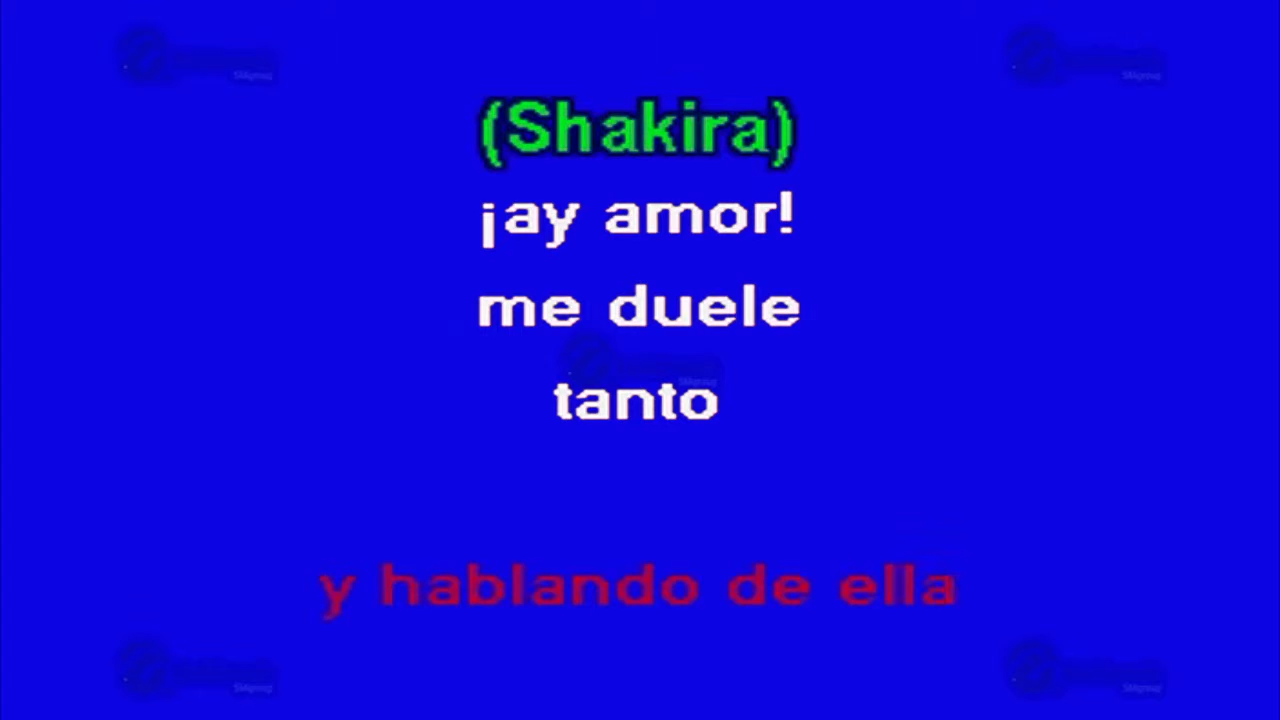 (Shakira)
¡ay amor!
me duele
tanto
y hablando de ella